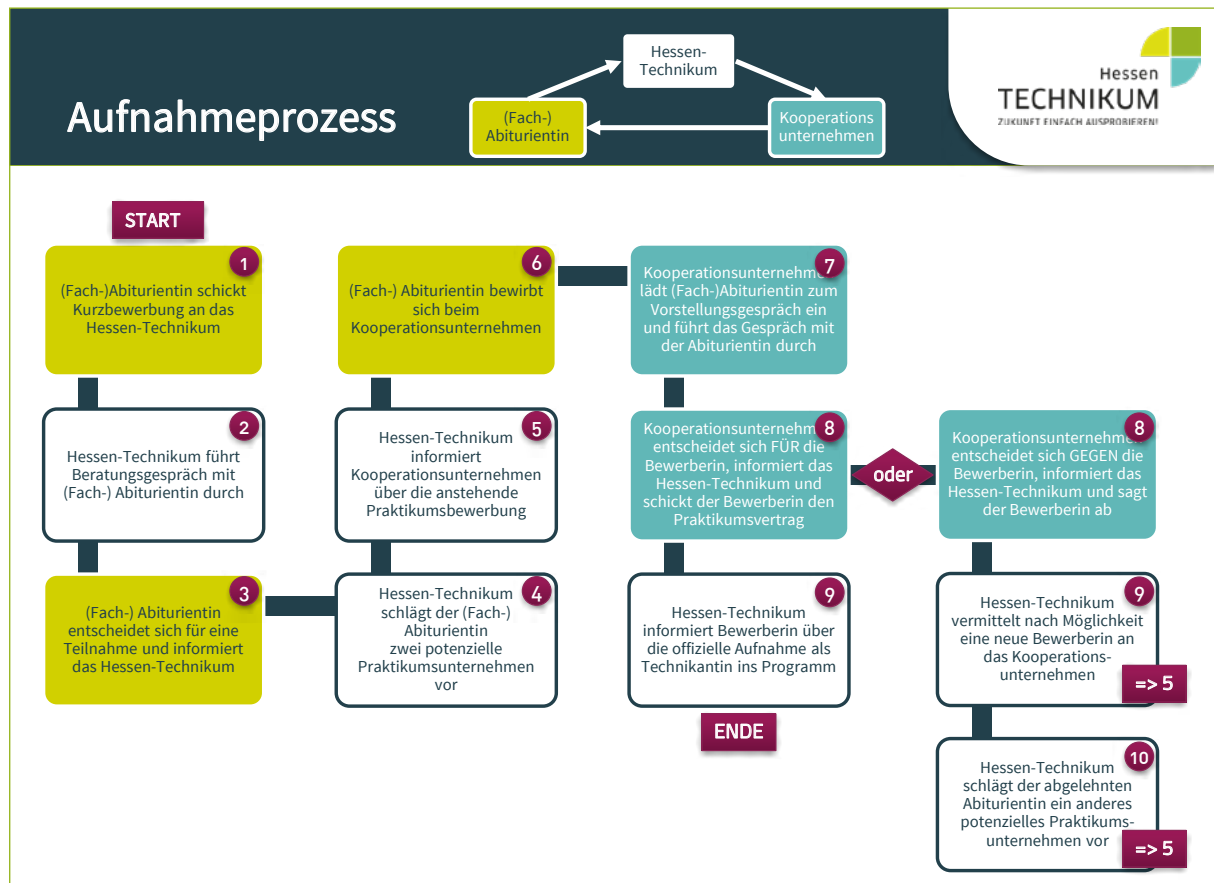 Aufnahmeprozess
Hessen-
Technikum
(Fach-)
Abiturientin
Kooperations
unternehmen
Hessen
TECHNIKUM
ZUKUNFT EINFACH AUSPROBIEREN!
START
1
(Fach-)Abiturientin schickt
Kurzbewerbung an das
Hessen-Technikum
2
Hessen-Technikum führt
Beratungsgespräch mit
(Fach-) Abiturientin durch
3
(Fach-) Abiturientin
entscheidet sich für eine
Teilnahme und informiert
das Hessen-Technikum
4
Hessen-Technikum
schlägt der (Fach-)
Abiturientin
zwei potenzielle
Praktikumsunternehmen
vor
5
Hessen-Technikum
informiert
Kooperationsunternehmen
über die anstehende
Praktikumsbewerbung
6
(Fach-) Abiturientin bewirbt
sich beim
Kooperationsunternehmen
7
Kooperationsunternehmen
lädt (Fach-)Abiturientin zum
Vorstellungsgespräch ein
und führt das Gespräch mit
der Abiturientin durch
8
Kooperationsunternehmen
entscheidet sich FÜR die
Bewerberin, informiert das
Hessen-Technikum und
schickt der Bewerberin den
Praktikumsvertrag
oder
8
Kooperationsunternehmen
entscheidet sich GEGEN die
Bewerberin, informiert das
Hessen-Technikum und sagt
der Bewerberin ab
9
Hessen-Technikum
informiert Bewerberin über
die offizielle Aufnahme als
Technikantin ins Programm
ENDE
9
Hessen-Technikum
vermittelt nach Möglichkeit
eine neue Bewerberin an
das Kooperations-
unternehmen
=> 5
10
Hessen-Technikum
schlägt der abgelehnten
Abiturientin ein anderes
potenzielles Praktikums-
unternehmen vor
=> 5